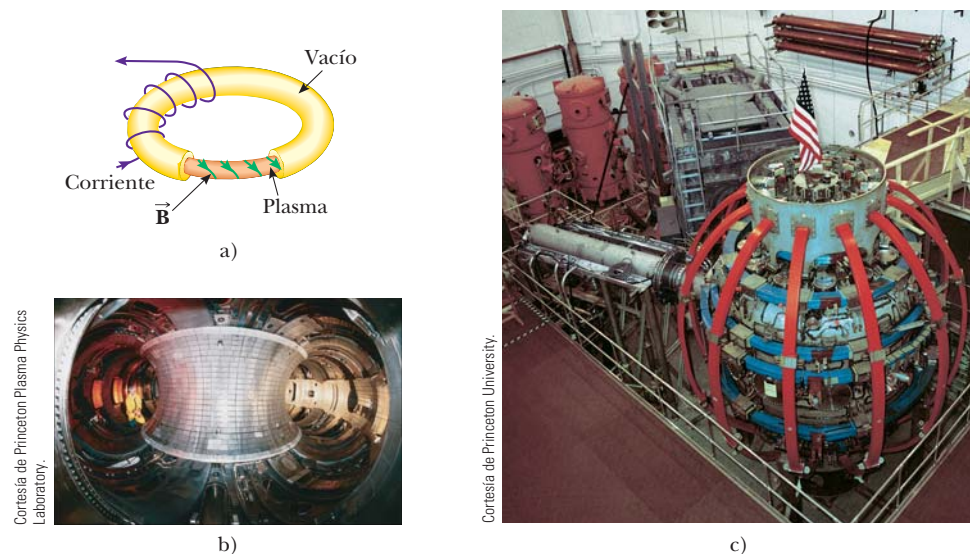 Vacío
Corriente
B
Plasma
a)
Cortesía de Princeton Plasma Physics
Laboratory.
b)
Cortesía de Princeton University.
c)